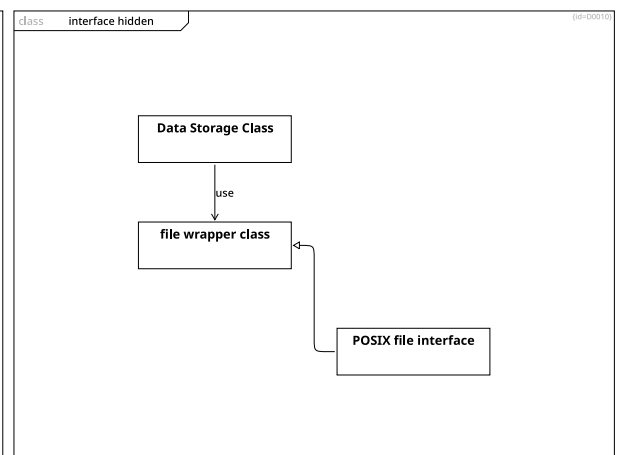 class interface hidden (id=D0010)
Data Storage Class
use
file wrapper class
POSIX file interface